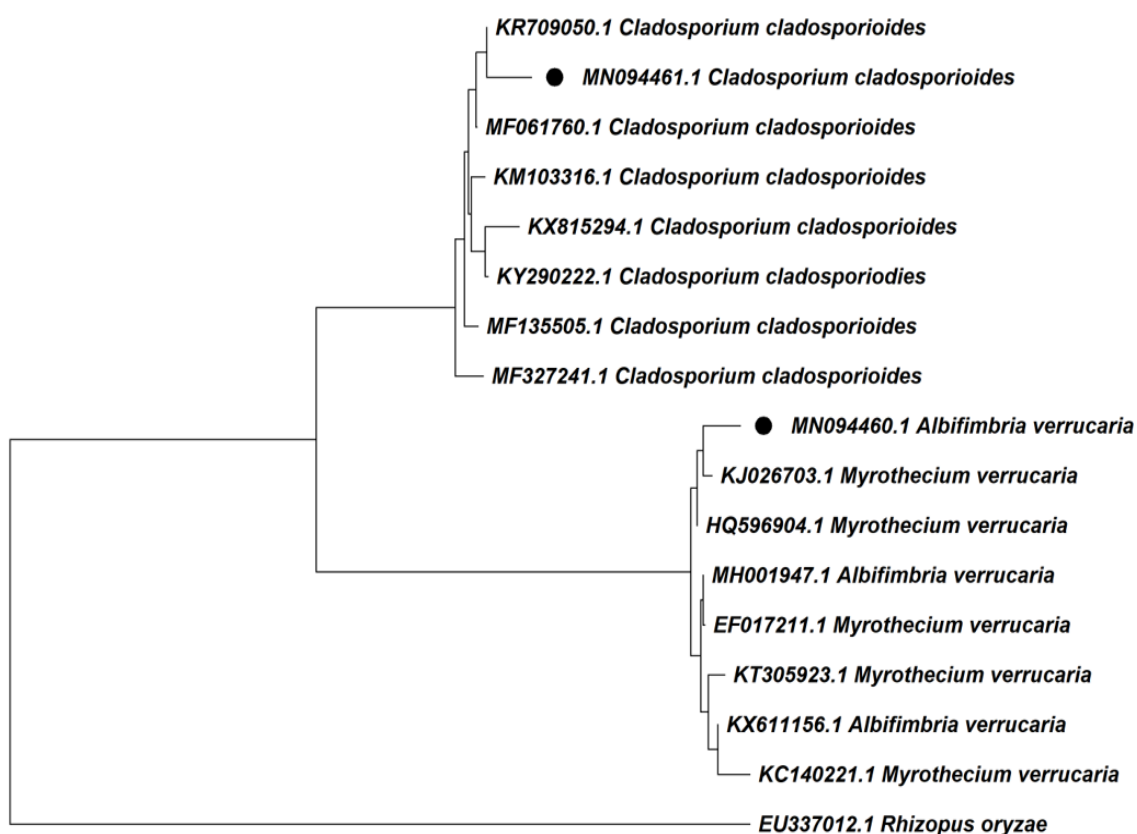 KR709050.1 Cladosporium cladosporioides
MN094461.1 Cladosporium cladosporioides
MF061760.1 Cladosporium cladosporioides
KM103316.1 Cladosporium cladosporioides
KX815294.1 Cladosporium cladosporioides
KY290222.1 Cladosporium cladosporiodies
MF135505.1 Cladosporium cladosporioides
MF327241.1 Cladosporium cladosporioides
MN094460.1 Albifimbria verrucaria
KJ026703.1 Myrothecium verrucaria
HQ596904.1 Myrothecium verrucaria
MH001947.1 Albifimbria verrucaria
EF017211.1 Myrothecium verrucaria
KT305923.1 Myrothecium verrucaria
KX611156.1 Albifimbria verrucaria
KC140221.1 Myrothecium verrucaria
EU337012.1 Rhizopus oryzae